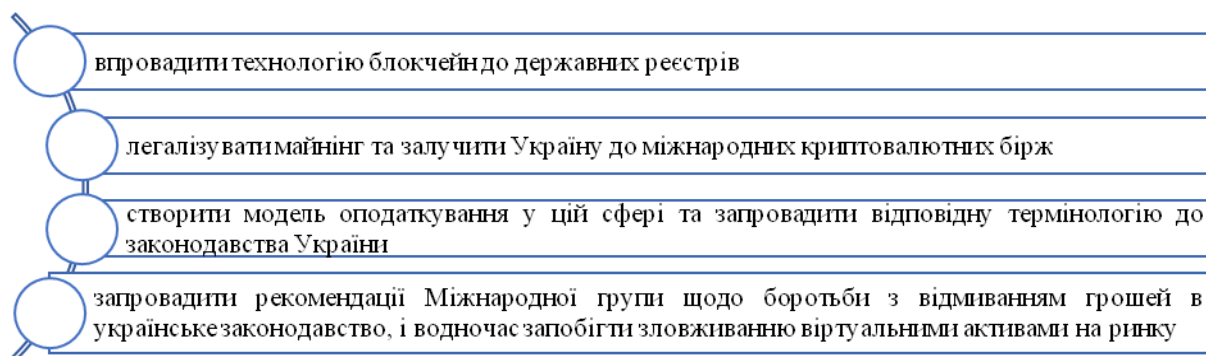 впровадити технологію блокчейн до державних реєстрів
легалізувати майнінг та залучити Україну до міжнародних криптовалютних бірж
створити модель оподаткування у цій сфері та запровадити відповідну термінологію до
законодавства України
запровадити рекомендації Міжнародної групи щодо боротьби з відмиванням грошей в
українське законодавство, і водночас запобігти зловживанню віртуальними активами на ринку